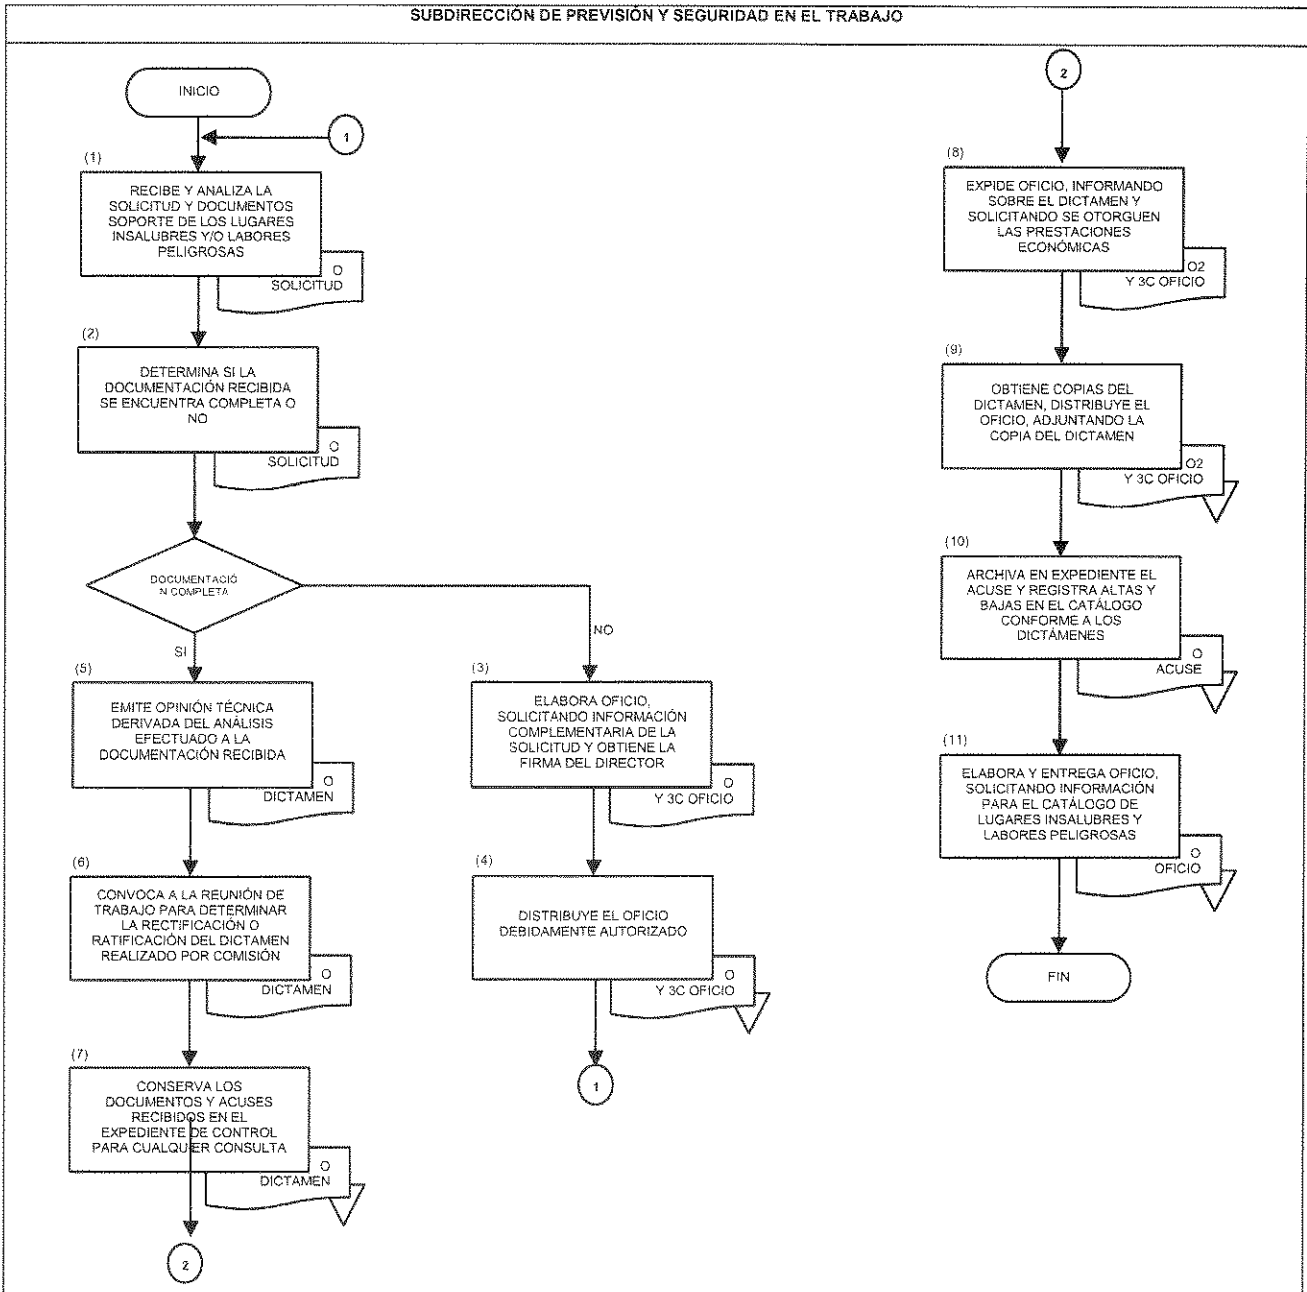 SUBDIRECCIÓN DE PREVISIÓN Y SEGURIDAD EN EL TRABAJO
INICIO
1
(1)
RECIBE Y ANALIZA LA
SOLICITUD Y DOCUMENTOS
SOPORTE DE LOS LUGARES
INSALUBRES Y/O LABORES
PELIGROSAS
O
SOLICITUD
(2)
DETERMINA SI LA
DOCUMENTACIÓN RECIBIDA
SE ENCUENTRA COMPLETA O
NO
O
SOLICITUD
DOCUMENTACIÓ
N COMPLETA
SI
NO
(5)
EMITE OPINIÓN TÉCNICA
DERIVADA DEL ANÁLISIS
EFECTUADO A LA
DOCUMENTACIÓN RECIBIDA
O
DICTAMEN
(6)
CONVOCA A LA REUNIÓN DE
TRABAJO PARA DETERMINAR
LA RECTIFICACIÓN O
RATIFICACIÓN DEL DICTAMEN
REALIZADO POR COMISIÓN
O
DICTAMEN
(7)
CONSERVA LOS
DOCUMENTOS Y ACUSES
RECIBIDOS EN EL
EXPEDIENTE DE CONTROL
PARA CUALQUIER CONSULTA
O
DICTAMEN
2
(3)
ELABORA OFICIO,
SOLICITANDO INFORMACIÓN
COMPLEMENTARIA DE LA
SOLICITUD Y OBTIENE LA
FIRMA DEL DIRECTOR
O
Y 3C OFICIO
(4)
DISTRIBUYE EL OFICIO
DEBIDAMENTE AUTORIZADO
O
Y 3C OFICIO
1
2
(8)
EXPIDE OFICIO, INFORMANDO
SOBRE EL DICTAMEN Y
SOLICITANDO SE OTORGUEN
LAS PRESTACIONES
ECONÓMICAS
O2
Y 3C OFICIO
(9)
OBTIENE COPIAS DEL
DICTAMEN, DISTRIBUYE EL
OFICIO, ADJUNTANDO LA
COPIA DEL DICTAMEN
O2
Y 3C OFICIO
(10)
ARCHIVA EN EXPEDIENTE EL
ACUSE Y REGISTRA ALTAS Y
BAJAS EN EL CATÁLOGO
CONFORME A LOS
DICTÁMENES
O
ACUSE
(11)
ELABORA Y ENTREGA OFICIO,
SOLICITANDO INFORMACIÓN
PARA EL CATÁLOGO DE
LUGARES INSALUBRES Y
LABORES PELIGROSAS
O
OFICIO
FIN